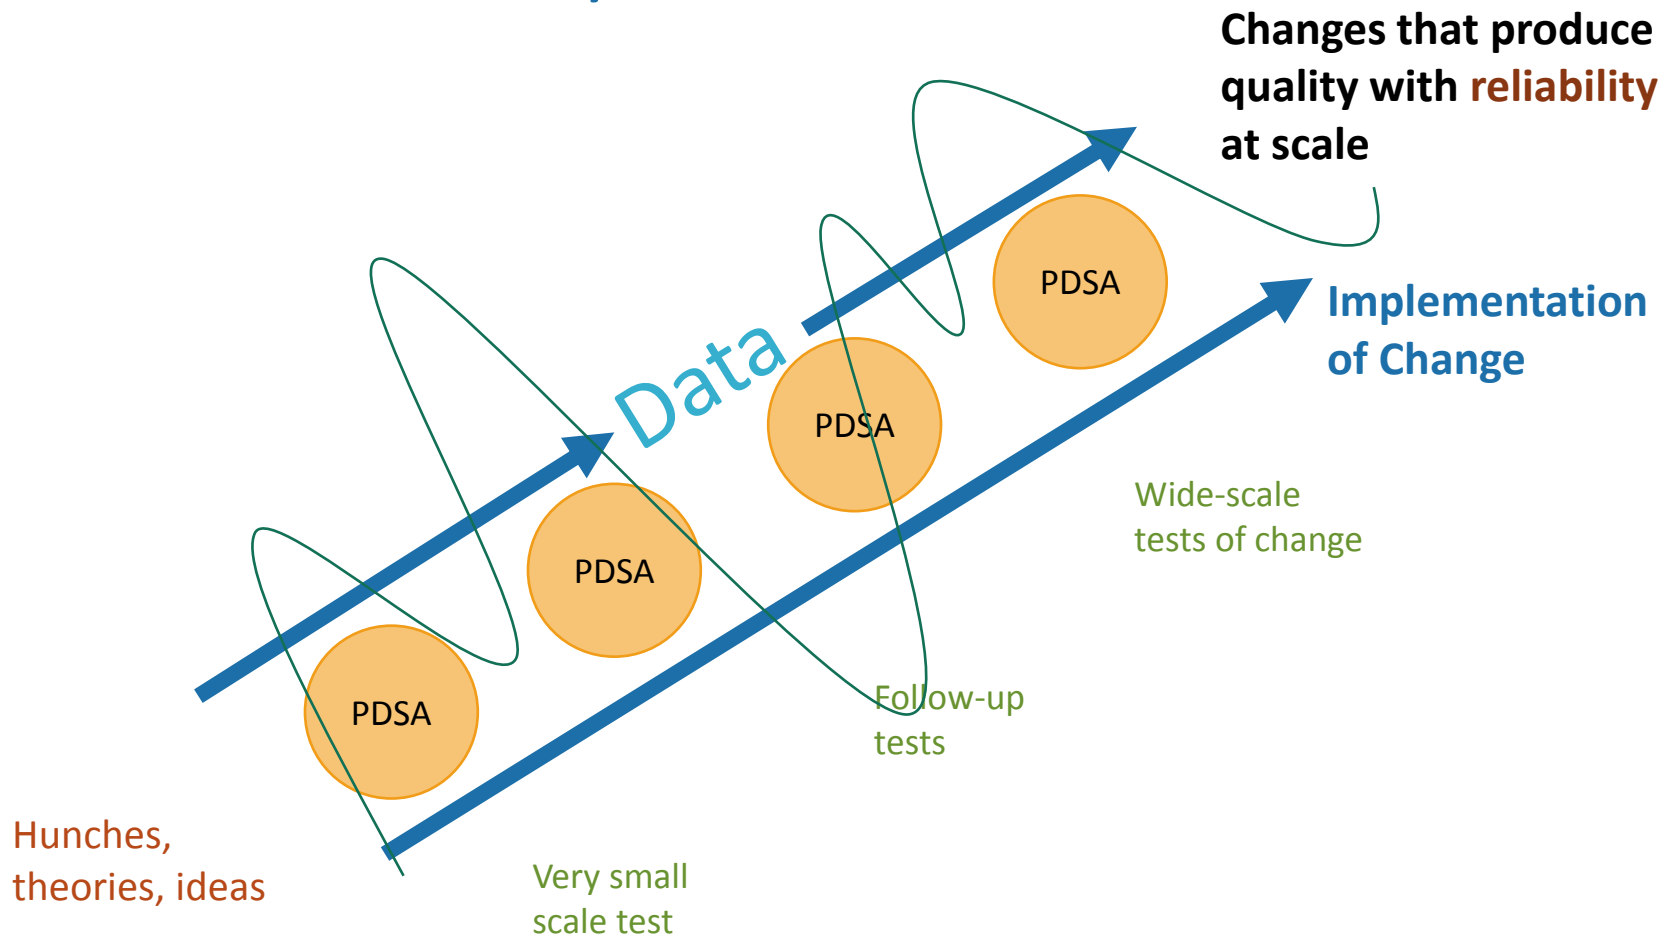 Changes that produce
quality with reliability
at scale
PDSA
Implementation
of Change
Data
PDSA
Wide-scale
tests of change
PDSA
Follow-up
tests
PDSA
Hunches,
theories, ideas
Very small
scale test